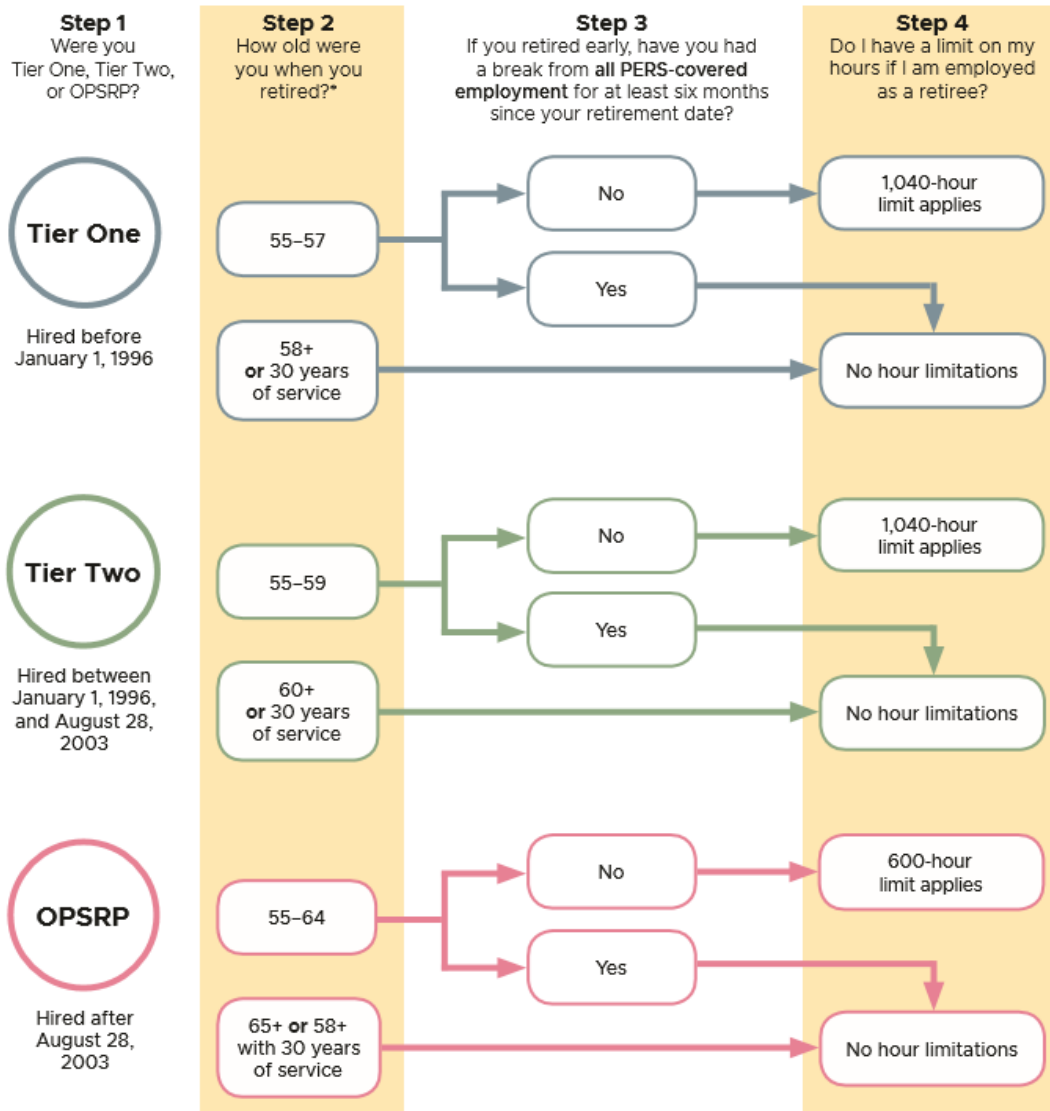 Step 1
Were you
Tier One, Tier Two,
or OPSRP?
Step 2
How old were
you when you
retired?*
Step 3
If you retired early, have you had
a break from all PERS-covered
employment for at least six months
since your retirement date?
Step 4
Do I have a limit on my
hours if I am employed
as a retiree?
Tier One
Hired before
January 1, 1996
55–57
No
1,040-hour
limit applies
Yes
58+
or 30 years
of service
No hour limitations
Tier Two
Hired between
January 1, 1996,
and August 28,
2003
55–59
No
1,040-hour
limit applies
Yes
60+
or 30 years
of service
No hour limitations
OPSRP
Hired after
August 28,
2003
55–64
No
600-hour
limit applies
Yes
65+ or 58+
with 30 years
of service
No hour limitations